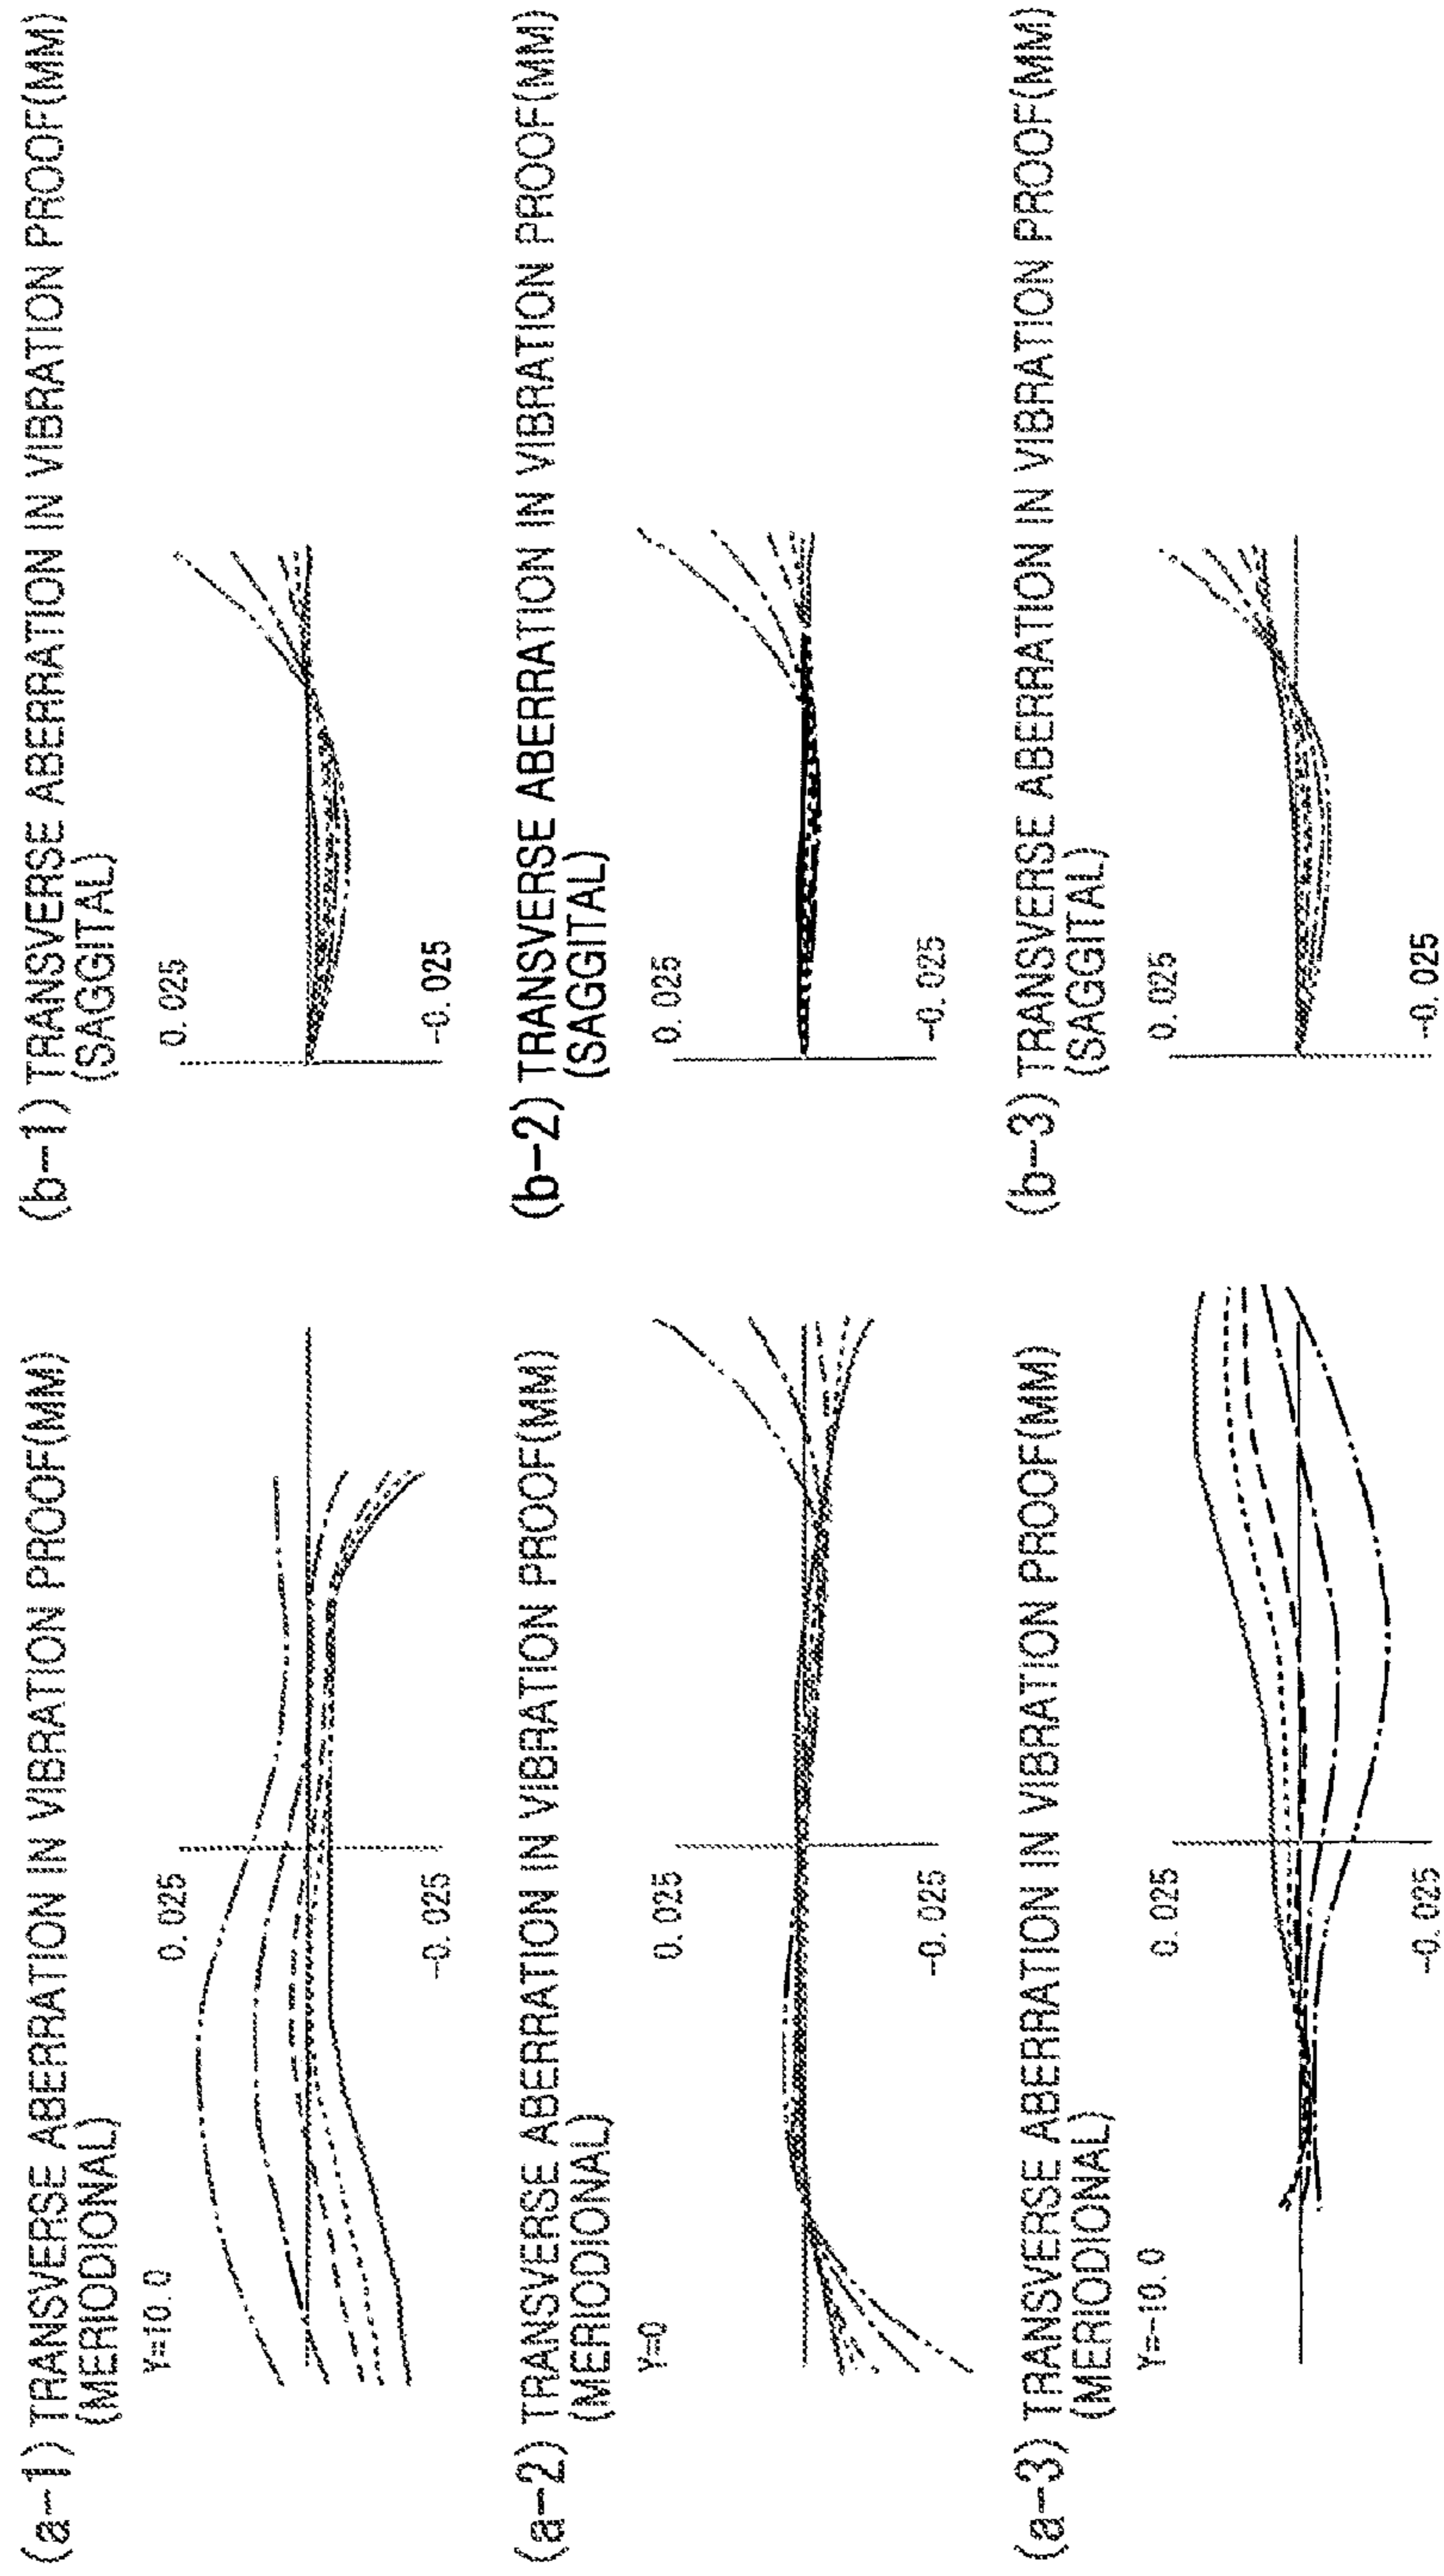 (a-1) TRANSVERSE ABERRATION IN VIBRATION PROOF(MM)
(MERIODIONAL)
Y=10.0
0.025
-0.025
(b-1) TRANSVERSE ABERRATION IN VIBRATION PROOF(MM)
(SAGGITAL)
0.025
-0.025
(a-2) TRANSVERSE ABERRATION IN VIBRATION PROOF(MM)
(MERIODIONAL)
Y=0
0.025
-0.025
(b-2) TRANSVERSE ABERRATION IN VIBRATION PROOF(MM)
(SAGGITAL)
0.025
-0.025
(a-3) TRANSVERSE ABERRATION IN VIBRATION PROOF(MM)
(MERIODIONAL)
Y=-10.0
0.025
-0.025
(b-3) TRANSVERSE ABERRATION IN VIBRATION PROOF(MM)
(SAGGITAL)
0.025
-0.025